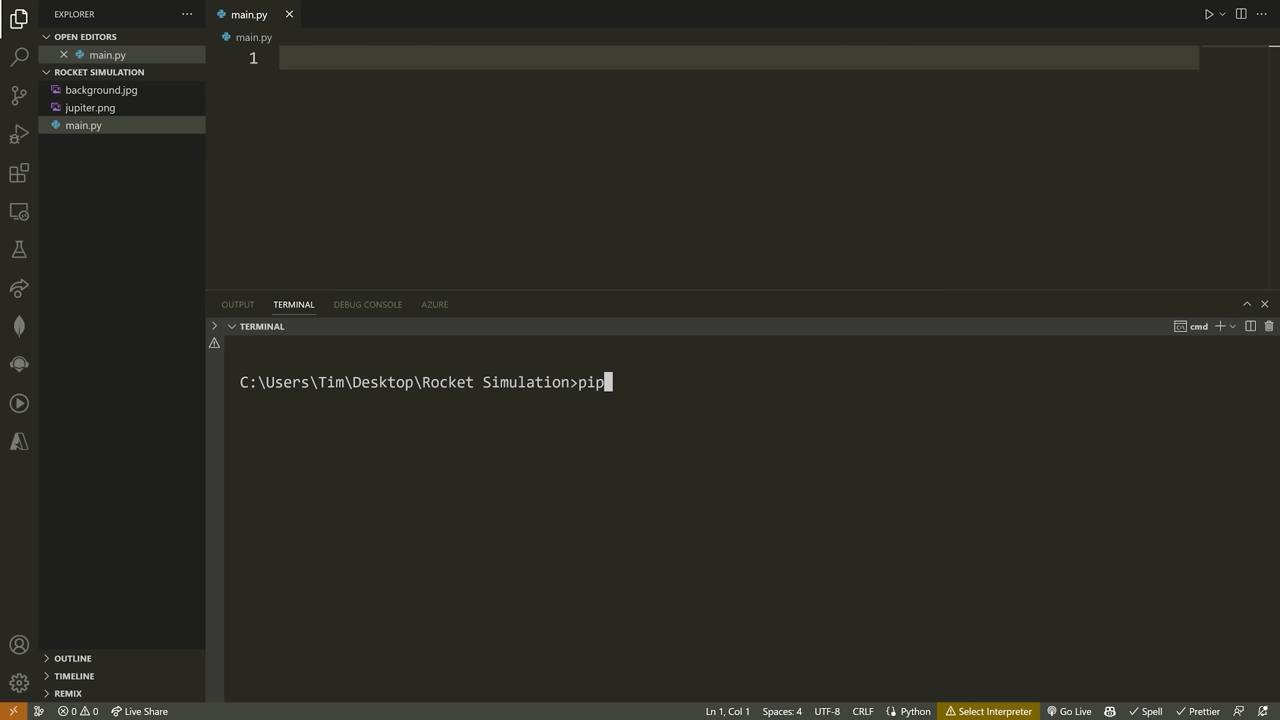 EXPLORER
main.py
OPEN EDITORS
main.py
main.py
1
ROCKET SIMULATION
background.jpg
jupiter.png
main.py
OUTPUT
TERMINAL
DEBUG CONSOLE
AZURE
TERMINAL
cmd
C:\Users\Tim\Desktop\Rocket Simulation>pip
OUTLINE
TIMELINE
REMIX
0 0 Live Share Ln 1, Col 1 Spaces: 4 UTF-8 CRLF Python Select Interpreter Go Live Spell Prettier